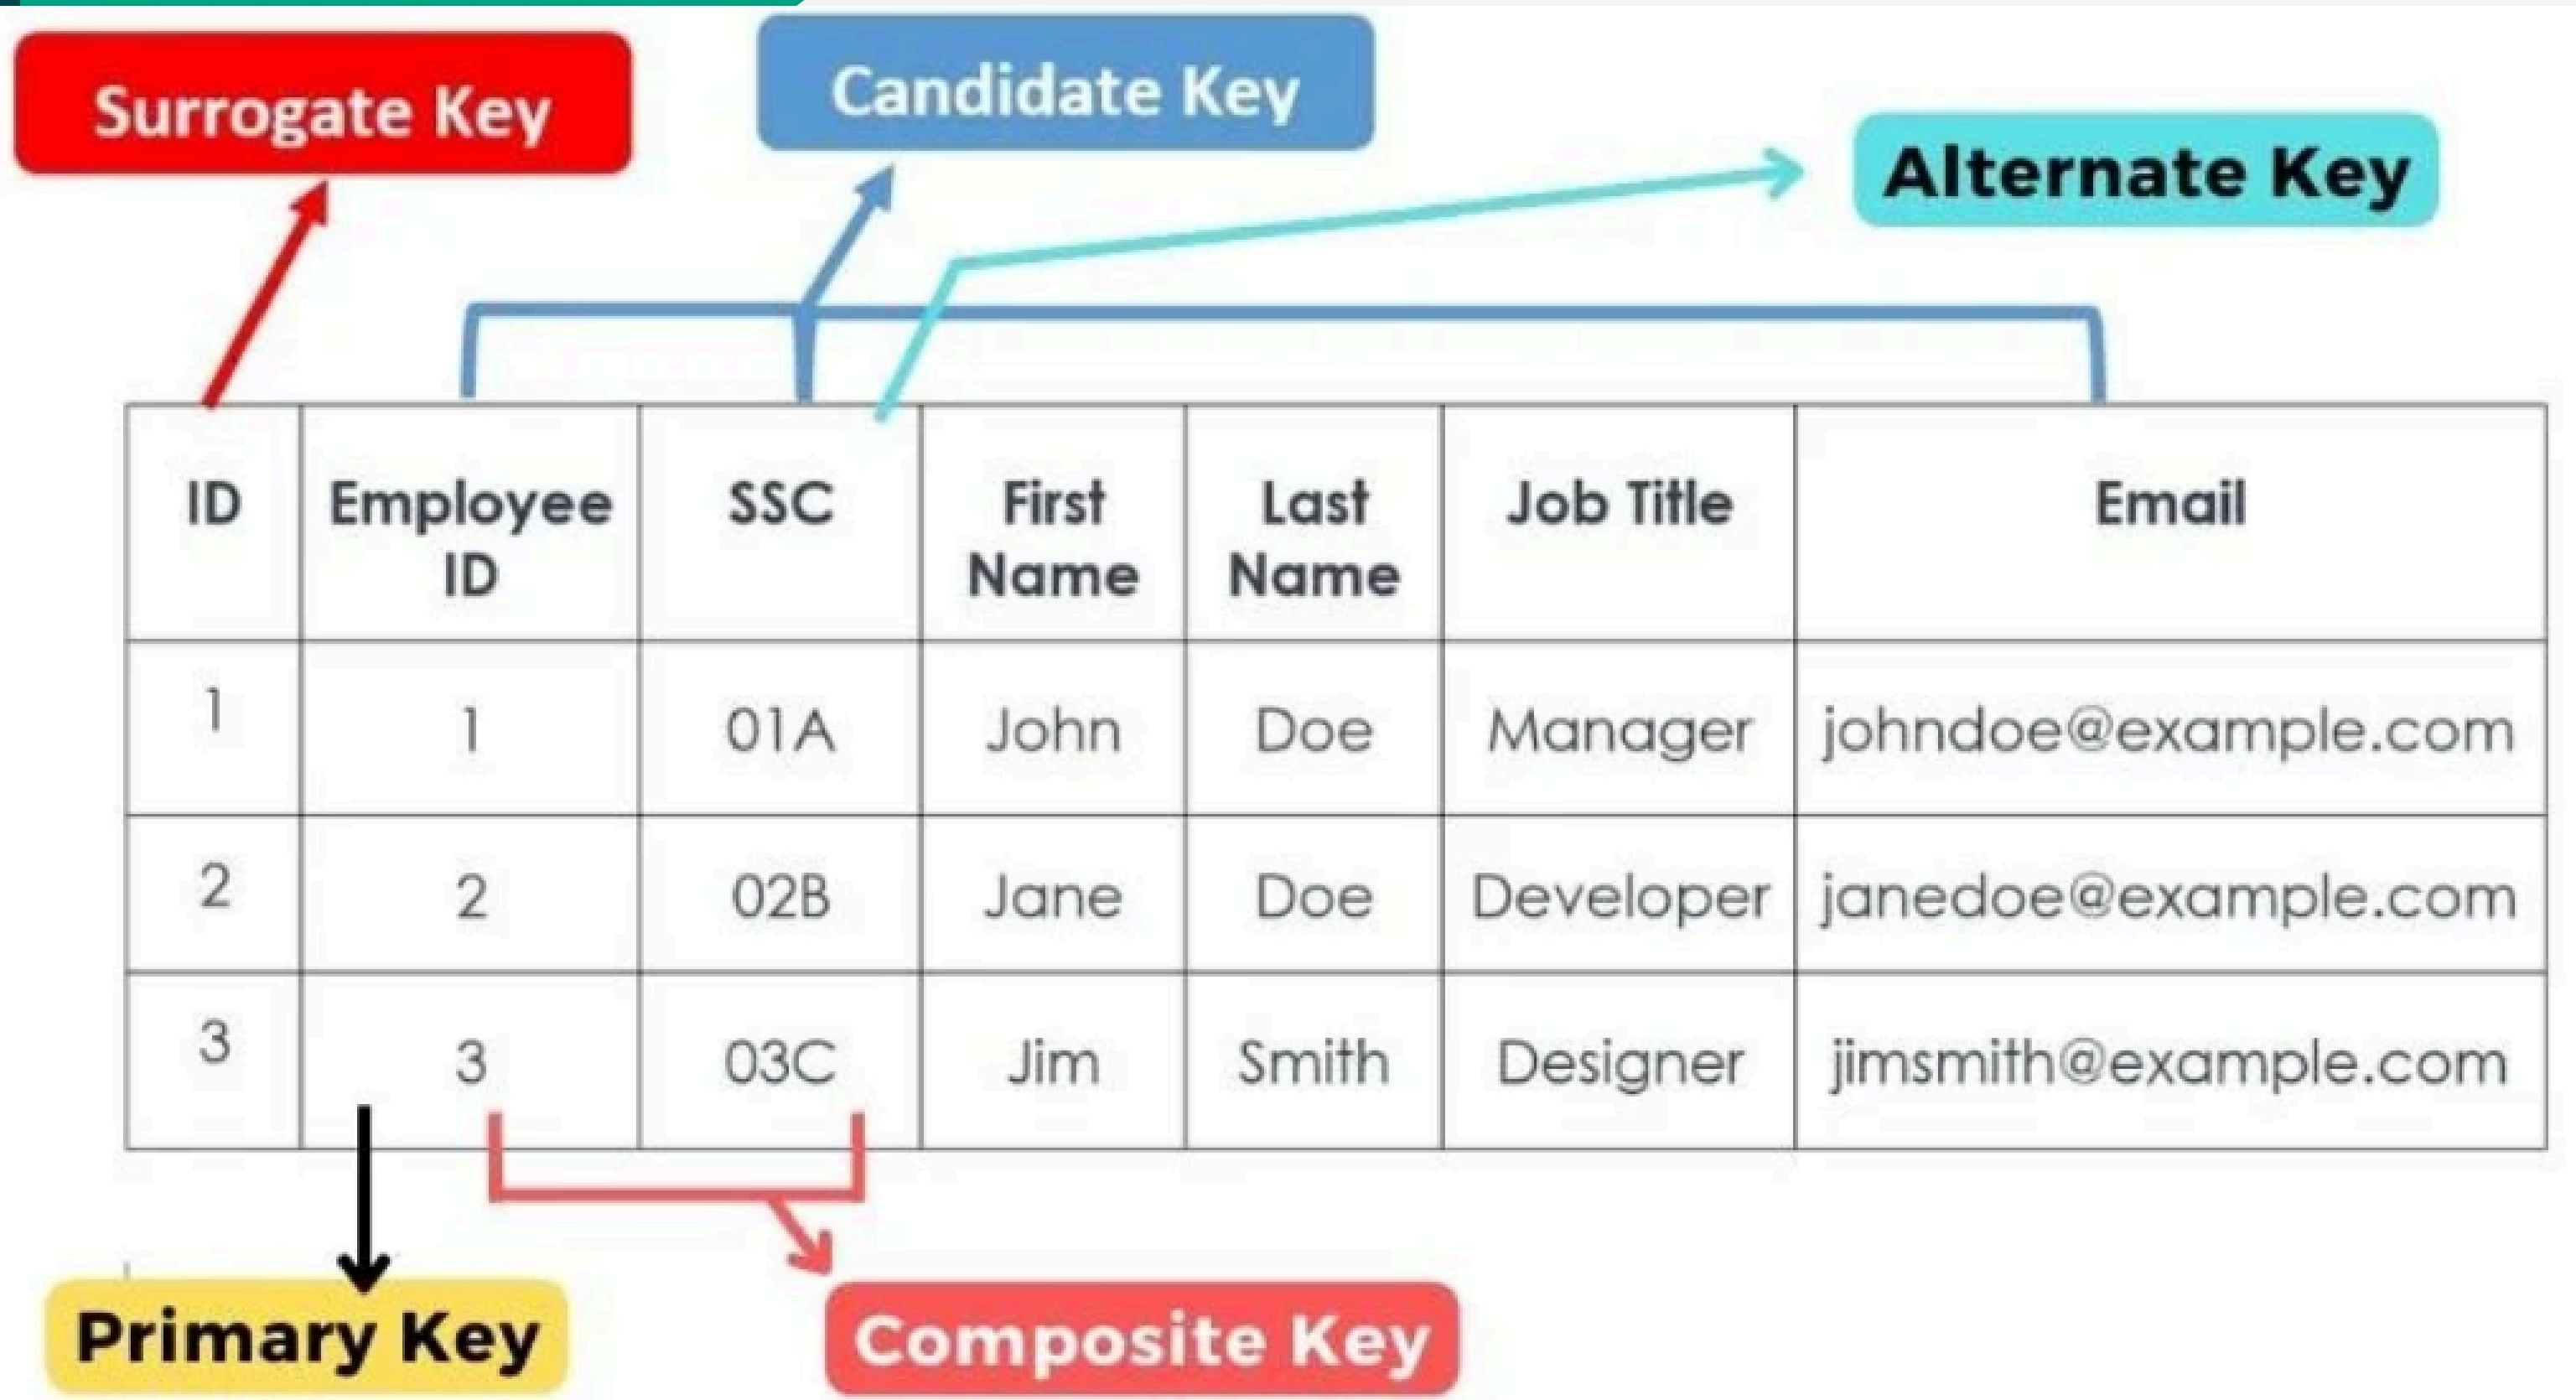 Surrogate Key
Candidate Key
Alternate Key
ID Employee ID SSC First Name Last Name Job Title Email
1 1 01A John Doe Manager johndoe@example.com
2 2 02B Jane Doe Developer janedoe@example.com
3 3 03C Jim Smith Designer jimsmith@example.com
Primary Key
Composite Key